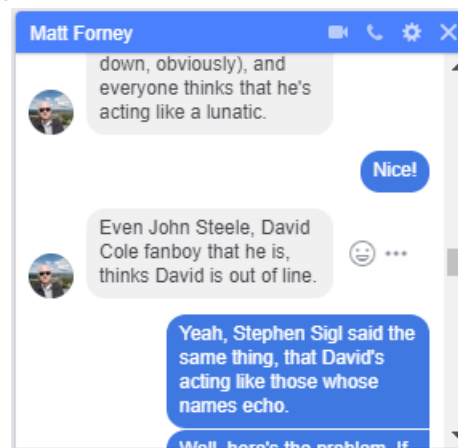 Matt Forney
down, obviously), and
everyone thinks that he's
acting like a lunatic.
Nice!
Even John Steele, David
Cole fanboy that he is,
thinks David is out of line.
Yeah, Stephen Sigl said the
same thing, that David's
acting like those whose
names echo.
Well, here's the problem. If